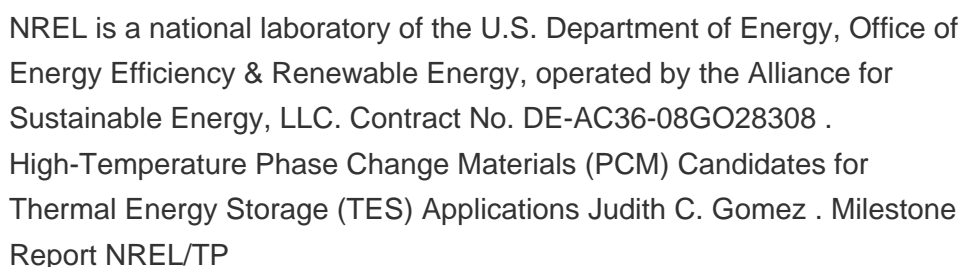 NREL is a national laboratory of the U.S. Department of Energy, Office of
Energy Efficiency & Renewable Energy, operated by the Alliance for
Sustainable Energy, LLC. Contract No. DE-AC36-08GO28308 .
High-Temperature Phase Change Materials (PCM) Candidates for
Thermal Energy Storage (TES) Applications Judith C. Gomez . Milestone
Report NREL/TP